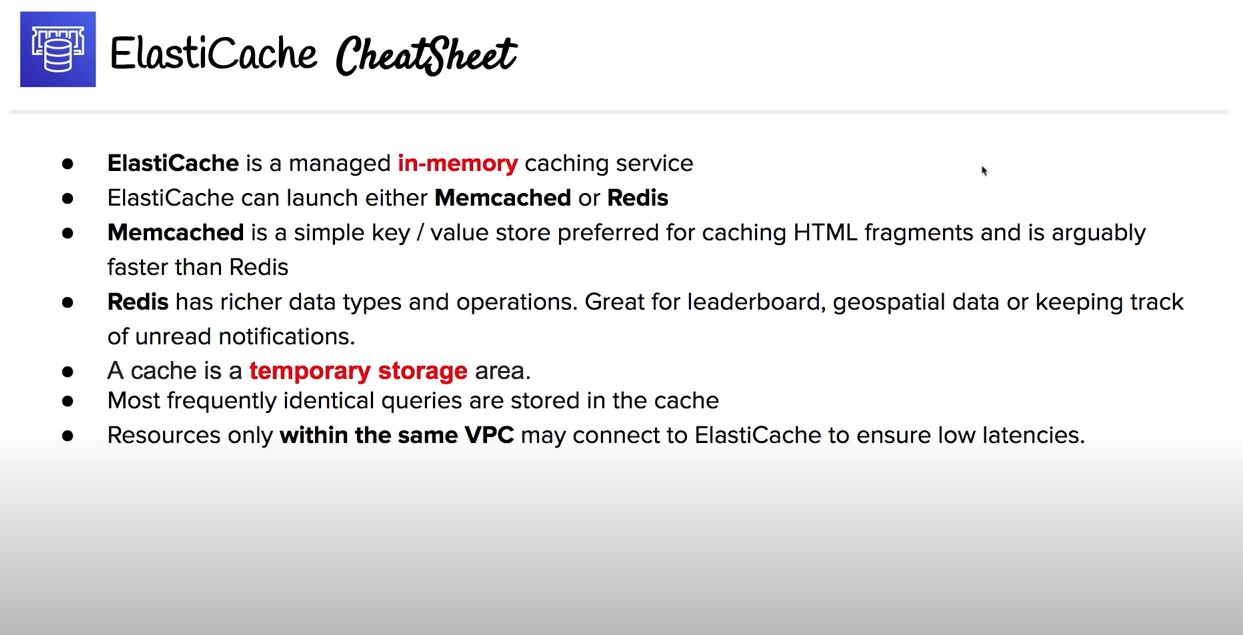 ElastiCache CheatSheet
● ElastiCache is a managed in-memory caching service
● ElastiCache can launch either Memcached or Redis
● Memcached is a simple key / value store preferred for caching HTML fragments and is arguably
faster than Redis
● Redis has richer data types and operations. Great for leaderboard, geospatial data or keeping track
of unread notifications.
● A cache is a temporary storage area.
● Most frequently identical queries are stored in the cache
● Resources only within the same VPC may connect to ElastiCache to ensure low latencies.